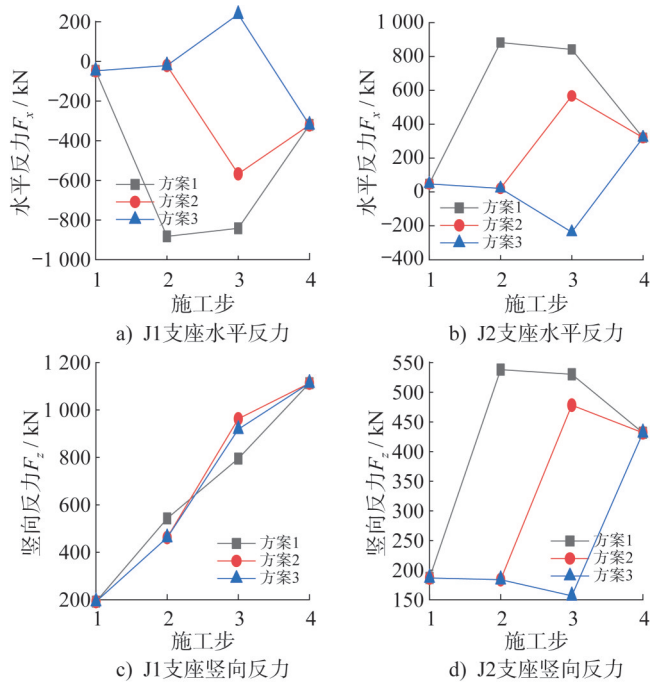 200
0
−200
−400
−600
−800
−1 000
水平反力Fx / kN
方案1
方案2
方案3
1 2 3 4
施工步
a) J1支座水平反力
1 000
800
600
400
200
0
−200
−400
水平反力Fx / kN
方案1
方案2
方案3
1 2 3 4
施工步
b) J2支座水平反力
1 200
1 000
800
600
400
200
竖向反力Fz / kN
方案1
方案2
方案3
1 2 3 4
施工步
c) J1支座竖向反力
550
500
450
400
350
300
250
200
150
竖向反力Fz / kN
方案1
方案2
方案3
1 2 3 4
施工步
d) J2支座竖向反力